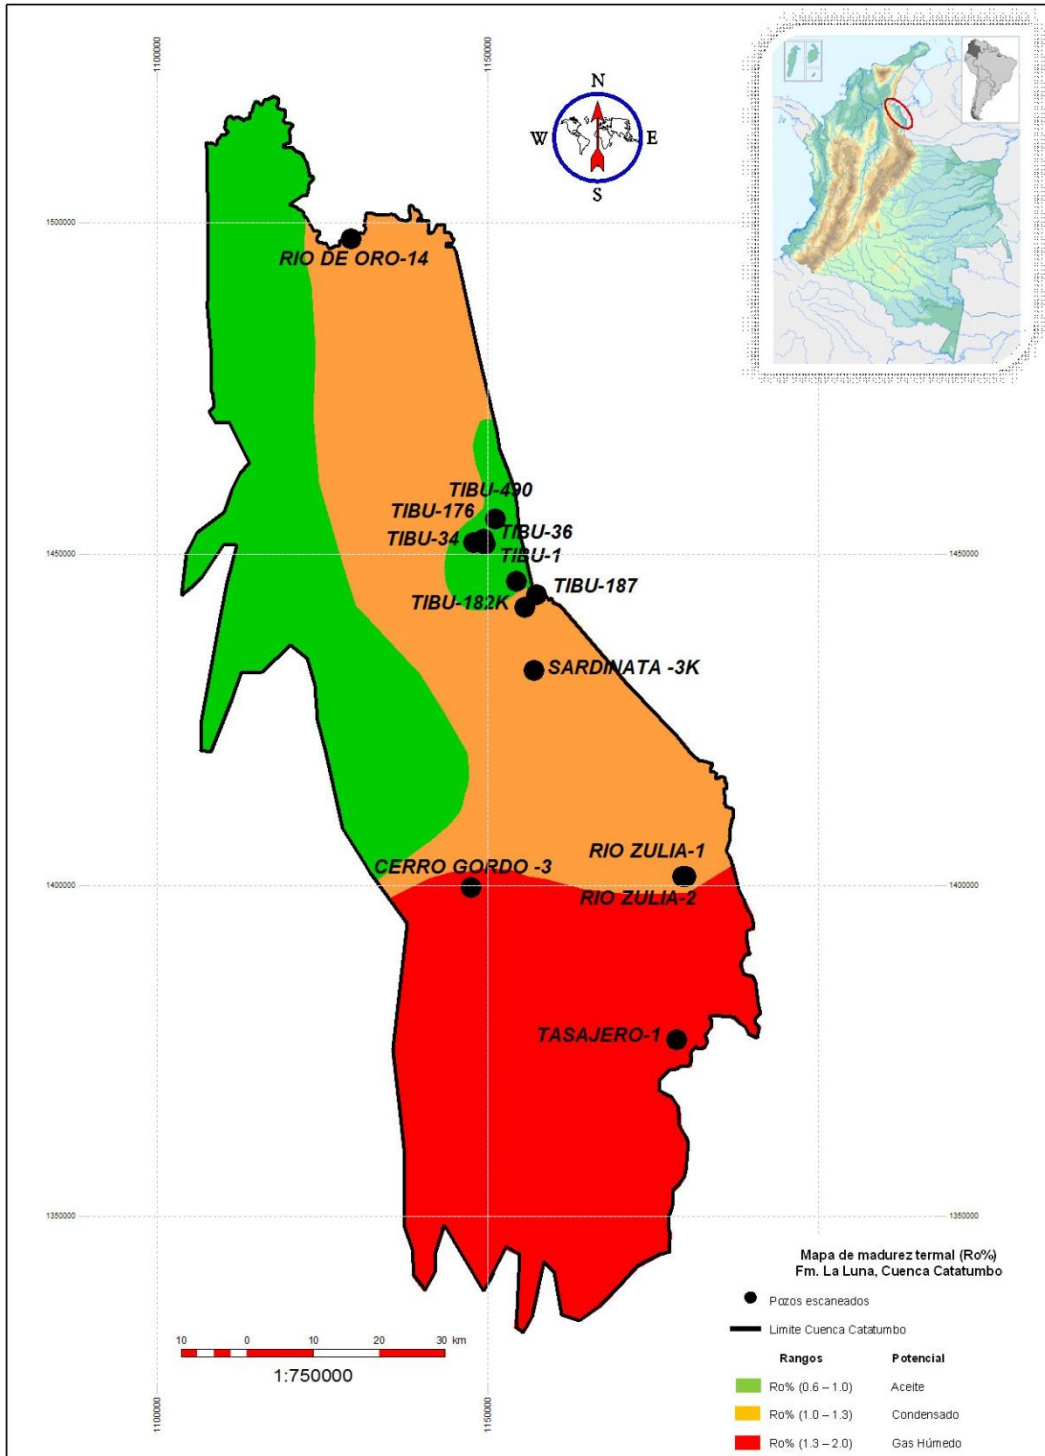 1100000
1150000
N
W
E
S
1500000
RIO DE ORO-14
TIBU-490
TIBU-176
TIBU-36
TIBU-34
1450000
1450000
TIBU-1
TIBU-187
TIBU-182K
SARDINATA -3K
RIO ZULIA-1
CERRO GORDO -3
1400000
1400000
RIO ZULIA-2
TASAJERO-1
1350000
1350000
Mapa de madurez termal (Ro%)
Fm. La Luna, Cuenca Catatumbo
Pozos escaneados
Limite Cuenca Catatumbo
10 0 10 20 30 km
1:750000
Rangos Potencial
Ro% (0.6 – 1.0) Aceite
Ro% (1.0 – 1.3) Condensado
Ro% (1.3 – 2.0) Gas Húmedo
1100000
1150000